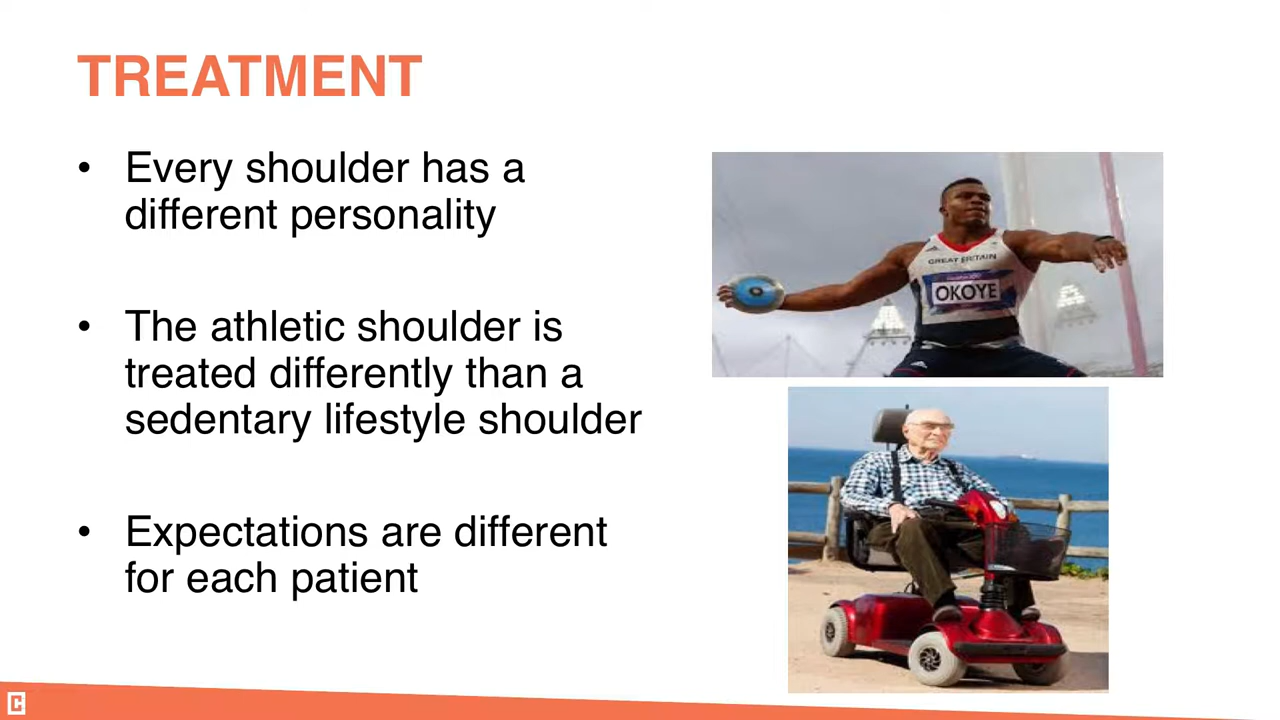 TREATMENT
• Every shoulder has a
different personality
• The athletic shoulder is
treated differently than a
sedentary lifestyle shoulder
• Expectations are different
for each patient
GREAT BRITAIN
OKOYE